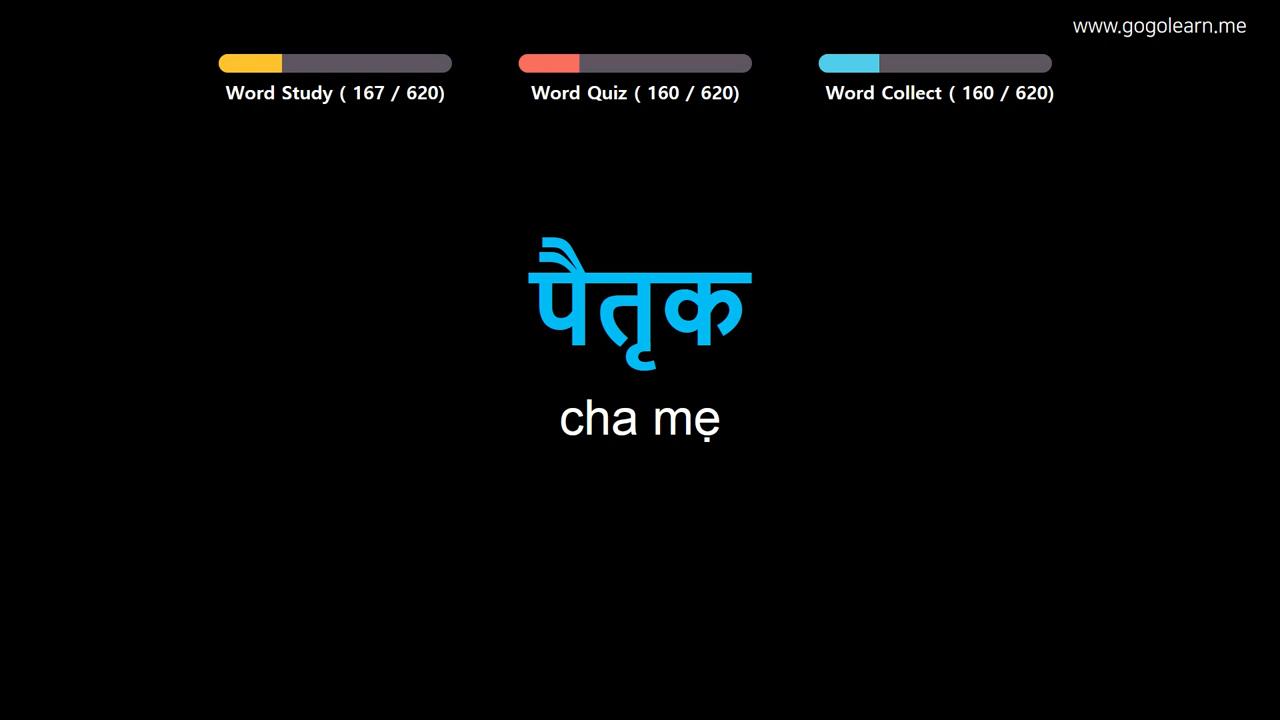 www.gogolearn.me
Word Study ( 167 / 620)
Word Quiz ( 160 / 620)
Word Collect ( 160 / 620)
पैतृक
cha mẹ